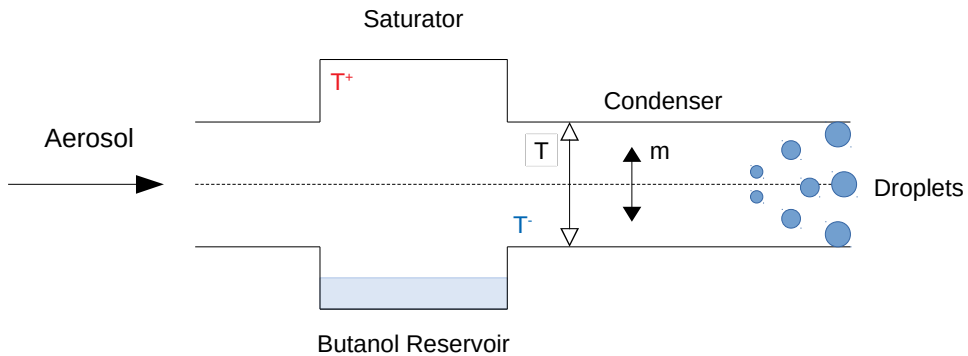 Saturator
T⁺
Condenser
Aerosol
T
m
Droplets
T⁻
Butanol Reservoir